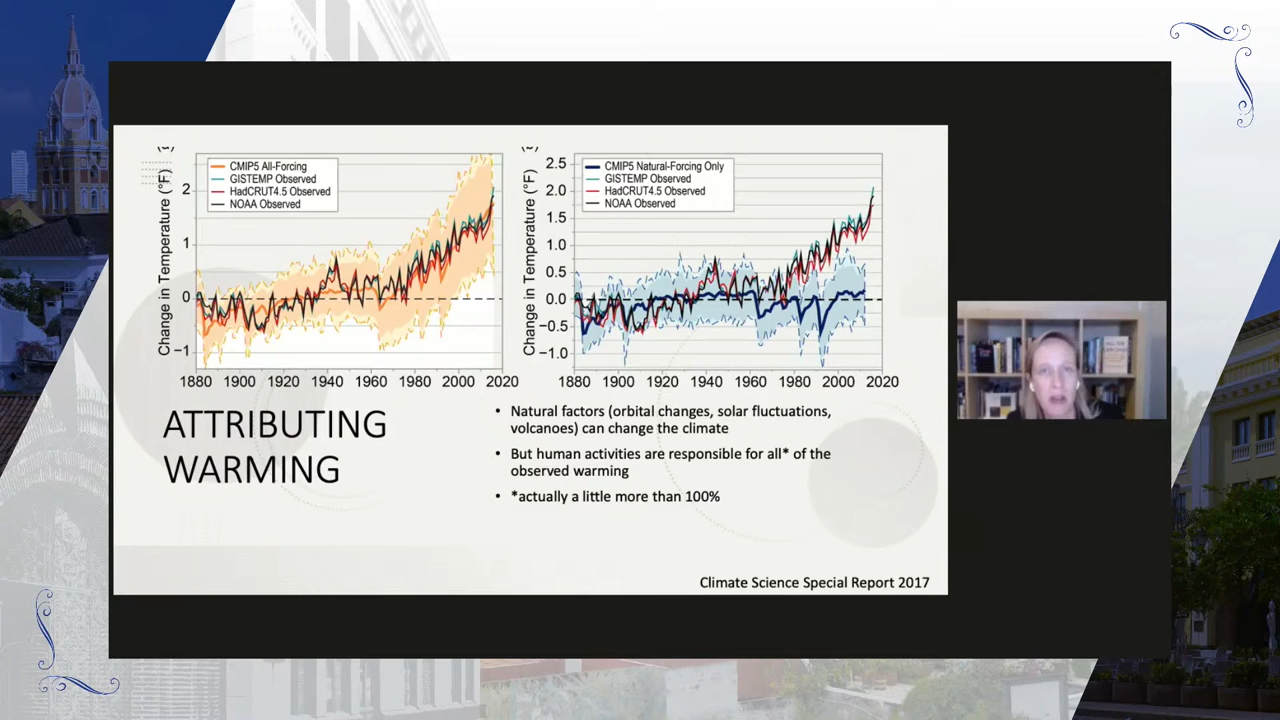 (a)
CMIP5 All-Forcing
GISTEMP Observed
HadCRUT4.5 Observed
NOAA Observed
Change in Temperature (°F)
2
1
0
−1
1880 1900 1920 1940 1960 1980 2000 2020
(b)
CMIP5 Natural-Forcing Only
GISTEMP Observed
HadCRUT4.5 Observed
NOAA Observed
Change in Temperature (°F)
2.5
2.0
1.5
1.0
0.5
0.0
−0.5
−1.0
1880 1900 1920 1940 1960 1980 2000 2020
ATTRIBUTING
WARMING
• Natural factors (orbital changes, solar fluctuations,
volcanoes) can change the climate
• But human activities are responsible for all* of the
observed warming
• *actually a little more than 100%
Climate Science Special Report 2017